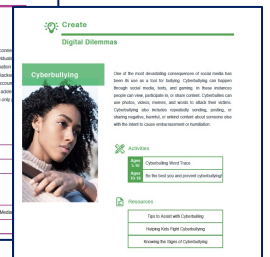 Create
Digital Dilemmas
Cyberbullying
One of the most devastating consequences of social media has
been its use as a tool for bullying. Cyberbullying can happen
through social media, texts, and gaming, in these instances
people can view, participate in, or share content. Cyberbullies can
use photos, videos, memes, and words to attack their victims.
Cyberbullying also includes repeatedly sending, posting, or
sharing negative, harmful, or unkind content about someone else
with the intent to cause embarrassment or humiliation.
Activities
Ages
Cyberbullying Word Trace
Ages
Be the best you and prevent cyberbullying!
Resources
Tips to Assist with Cyberbullying
Helping Kids Fight Cyberbullying
Knowing the Signs of Cyberbullying